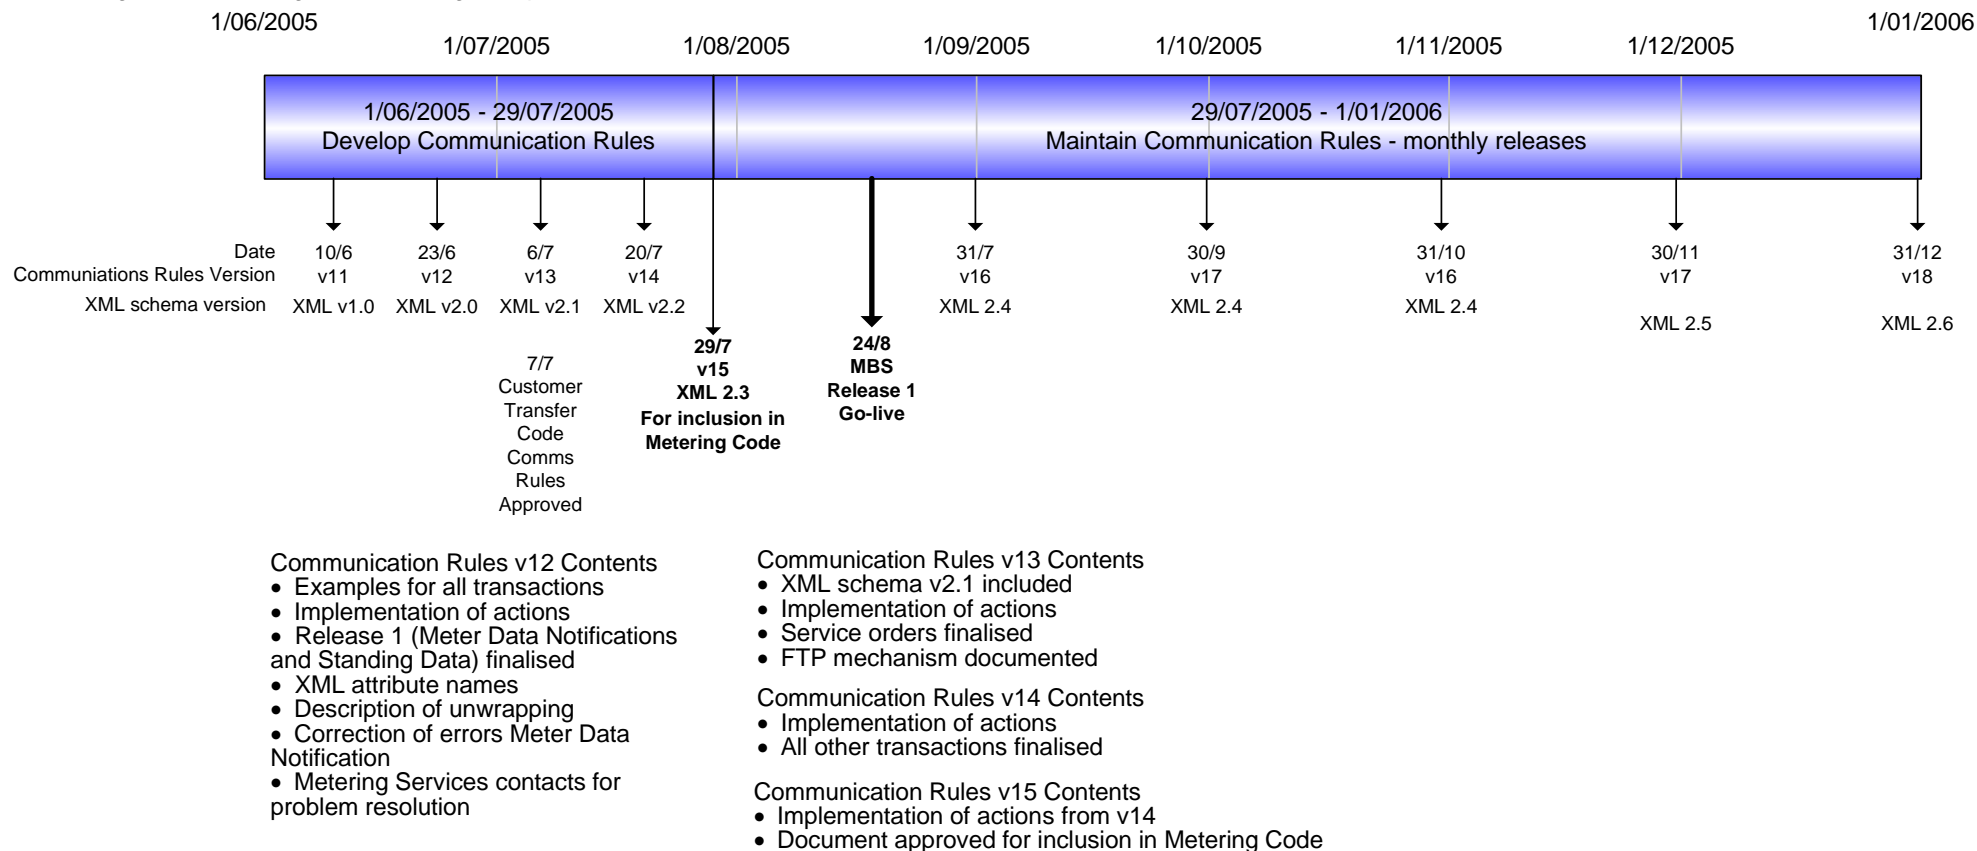 1/06/2005
1/01/2006
1/07/2005
1/08/2005
1/09/2005
1/10/2005
1/11/2005
1/12/2005
1/06/2005 - 29/07/2005
Develop Communication Rules
29/07/2005 - 1/01/2006
Maintain Communication Rules - monthly releases
Date 10/6 23/6 6/7 20/7 31/7 30/9 31/10 30/11 31/12
Communiations Rules Version v11 v12 v13 v14 v16 v17 v16 v17 v18
XML schema version XML v1.0 XML v2.0 XML v2.1 XML v2.2 XML 2.4 XML 2.4 XML 2.4
XML 2.5 XML 2.6
7/7
Customer
Transfer
Code
Comms
Rules
Approved
29/7
v15
XML 2.3
For inclusion in
Metering Code
24/8
MBS
Release 1
Go-live
Communication Rules v12 Contents
• Examples for all transactions
• Implementation of actions
• Release 1 (Meter Data Notifications
and Standing Data) finalised
• XML attribute names
• Description of unwrapping
• Correction of errors Meter Data
Notification
• Metering Services contacts for
problem resolution
Communication Rules v13 Contents
• XML schema v2.1 included
• Implementation of actions
• Service orders finalised
• FTP mechanism documented
Communication Rules v14 Contents
• Implementation of actions
• All other transactions finalised
Communication Rules v15 Contents
• Implementation of actions from v14
• Document approved for inclusion in Metering Code